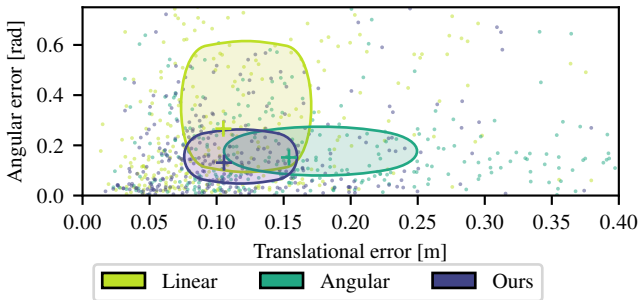 Angular error [rad]
0.6
0.4
0.2
0.0
0.00 0.05 0.10 0.15 0.20 0.25 0.30 0.35 0.40
Translational error [m]
Linear Angular Ours